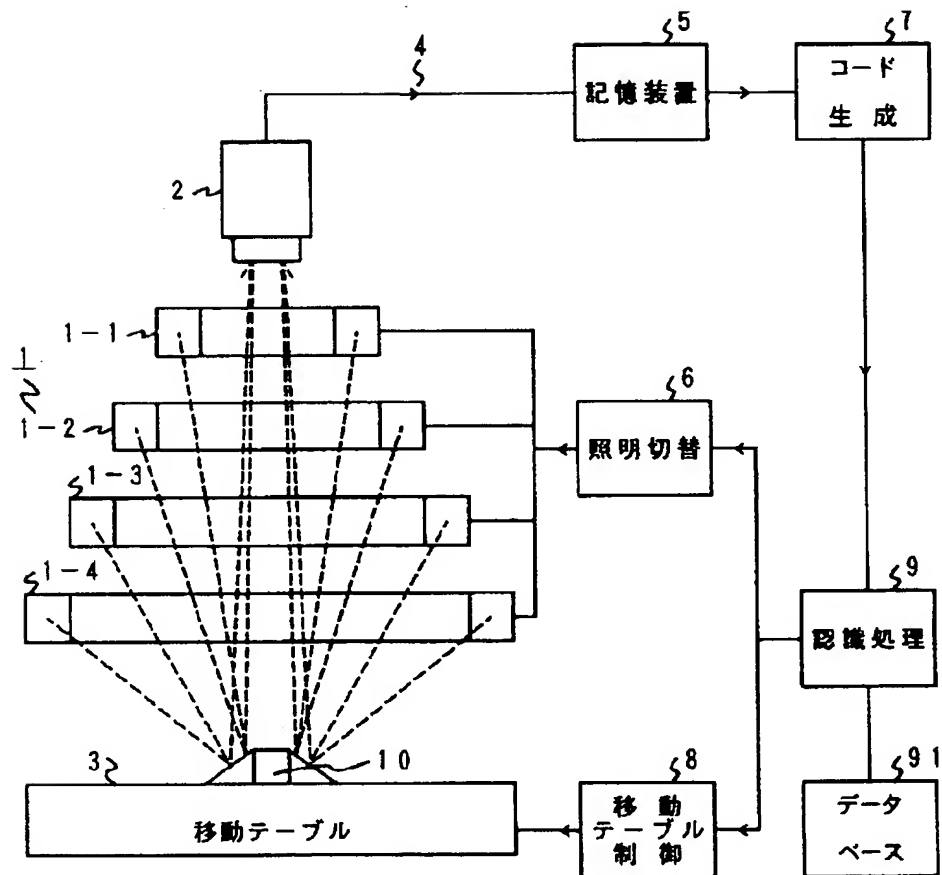 4
5
記憶装置
7
コード
生成
2
1-1
1
1-2
6
照明切替
1-3
1-4
9
認識処理
3
10
移動テーブル
8
移動
テーブル
制御
91
データ
ベース